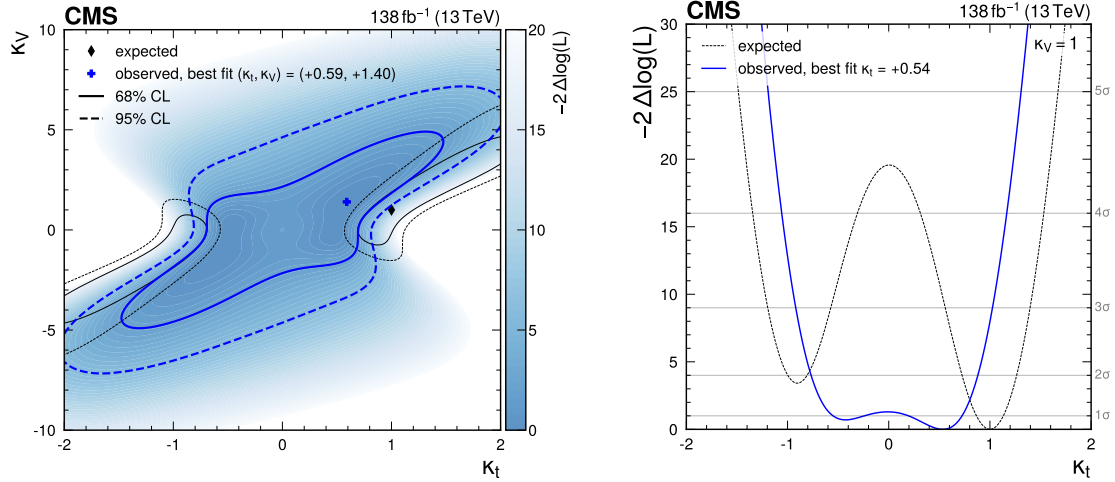 CMS 138 fb⁻¹ (13 TeV)
κV
10
5
0
-5
-10
expected
observed, best fit (κt, κV) = (+0.59, +1.40)
68% CL
95% CL
-2 -1 0 1 2
κt
20
15
10
5
0
−2 Δlog(L)
CMS 138 fb⁻¹ (13 TeV)
−2 Δlog(L)
30
25
20
15
10
5
0
expected
observed, best fit κt = +0.54
κV = 1
5σ
4σ
3σ
2σ
1σ
-2 -1 0 1 2
κt